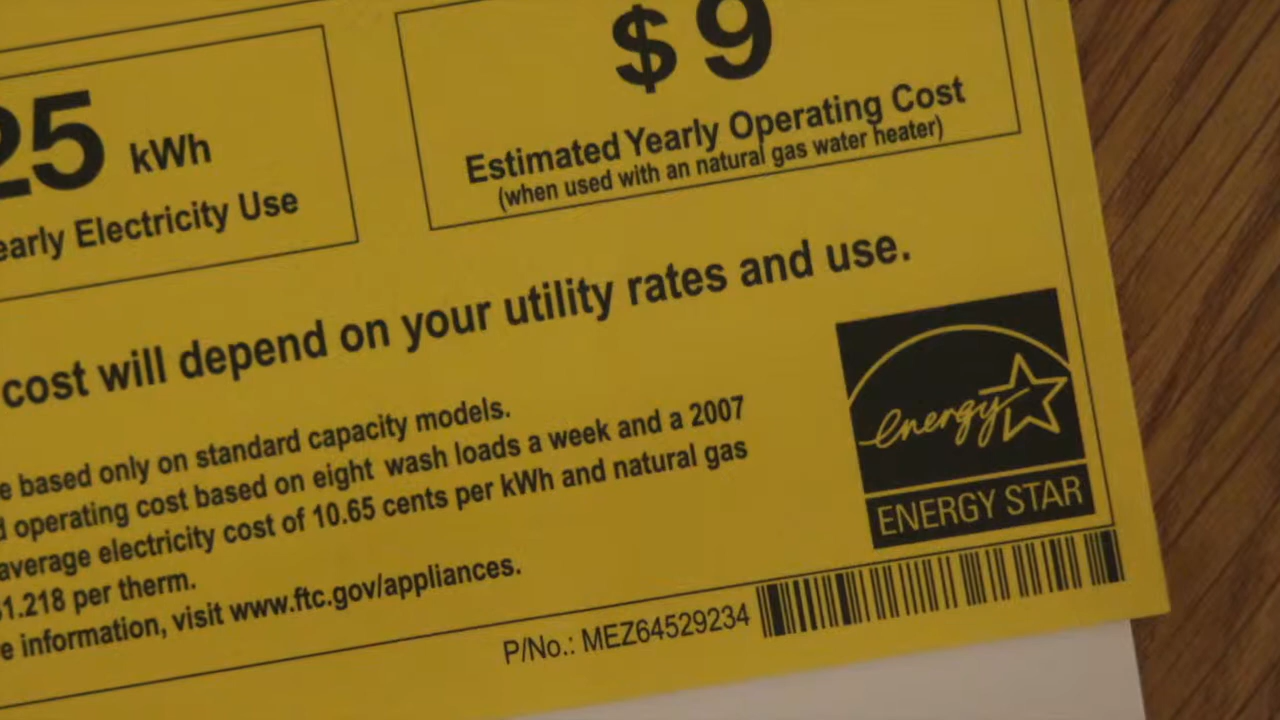 25 kWh
Electricity Use
$9
Estimated Yearly Operating Cost
(when used with an natural gas water heater)
cost will depend on your utility rates and use.
based only on standard capacity models.
operating cost based on eight wash loads a week and a 2007
average electricity cost of 10.65 cents per kWh and natural gas
1.218 per therm.
information, visit www.ftc.gov/appliances.
energy
ENERGY STAR
P/No.: MEZ64529234